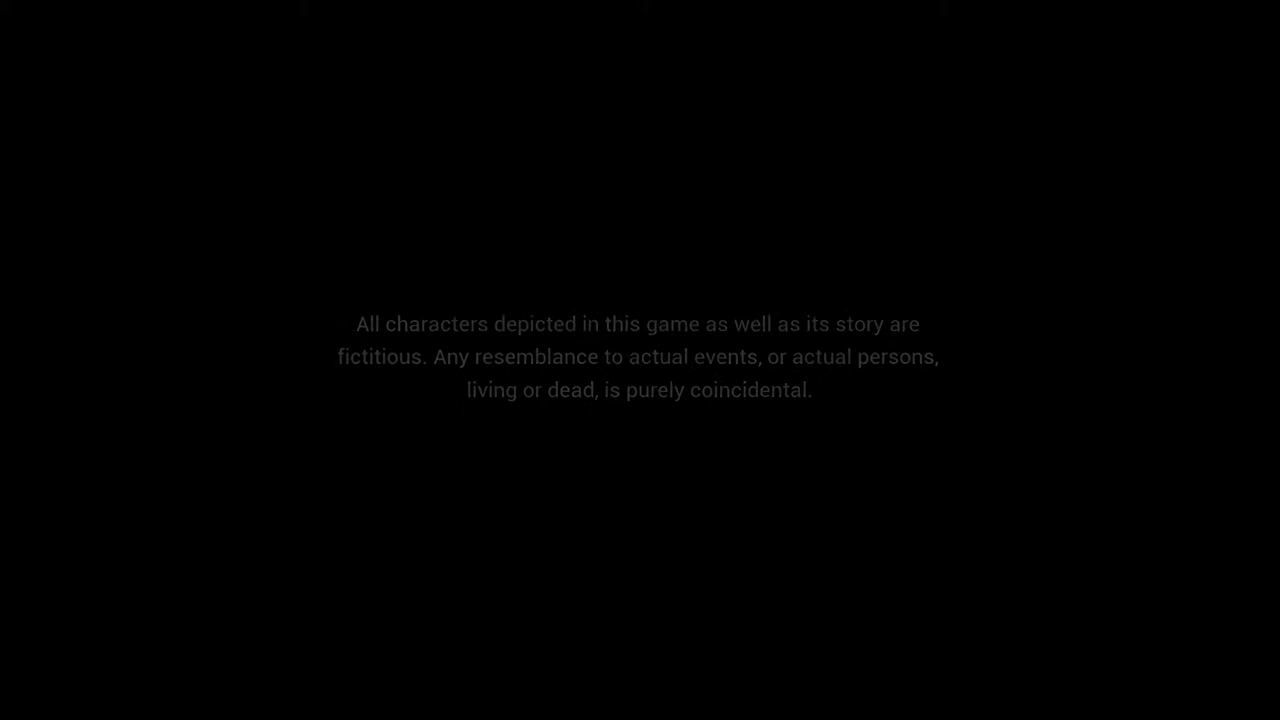 All characters depicted in this game as well as its story are
fictitious. Any resemblance to actual events, or actual persons,
living or dead, is purely coincidental.